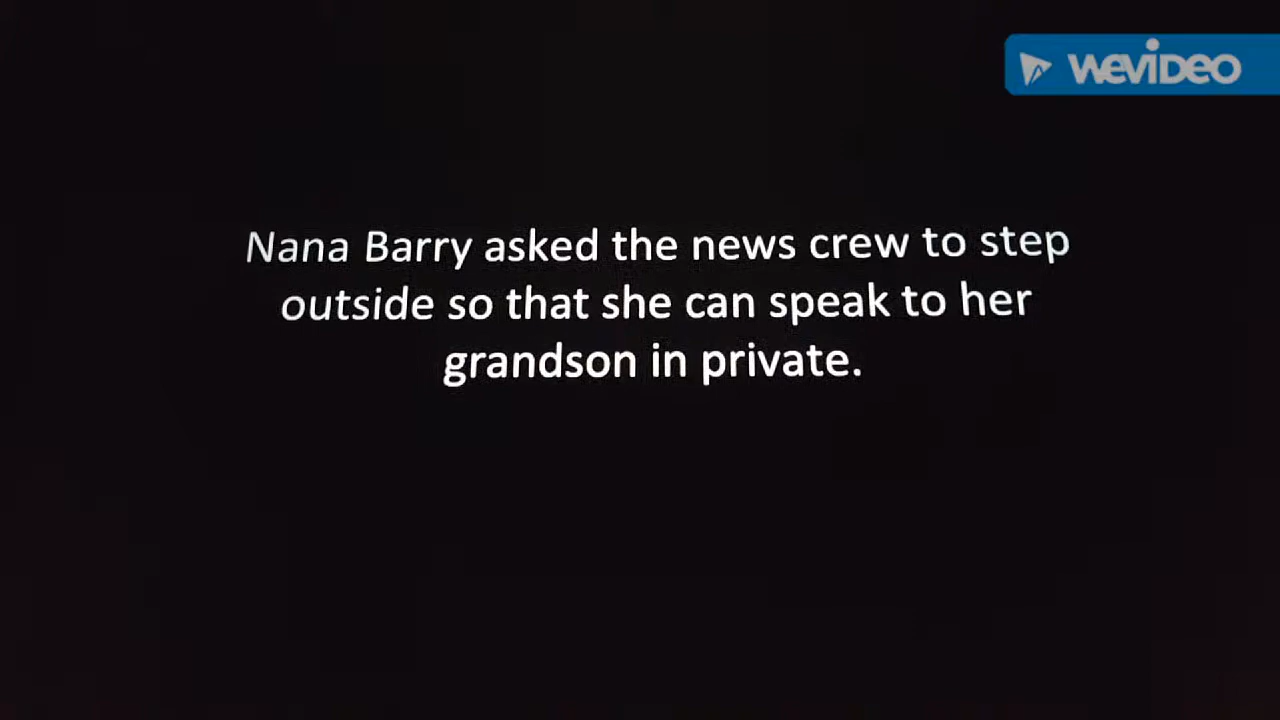 WEVIDEO
Nana Barry asked the news crew to step
outside so that she can speak to her
grandson in private.